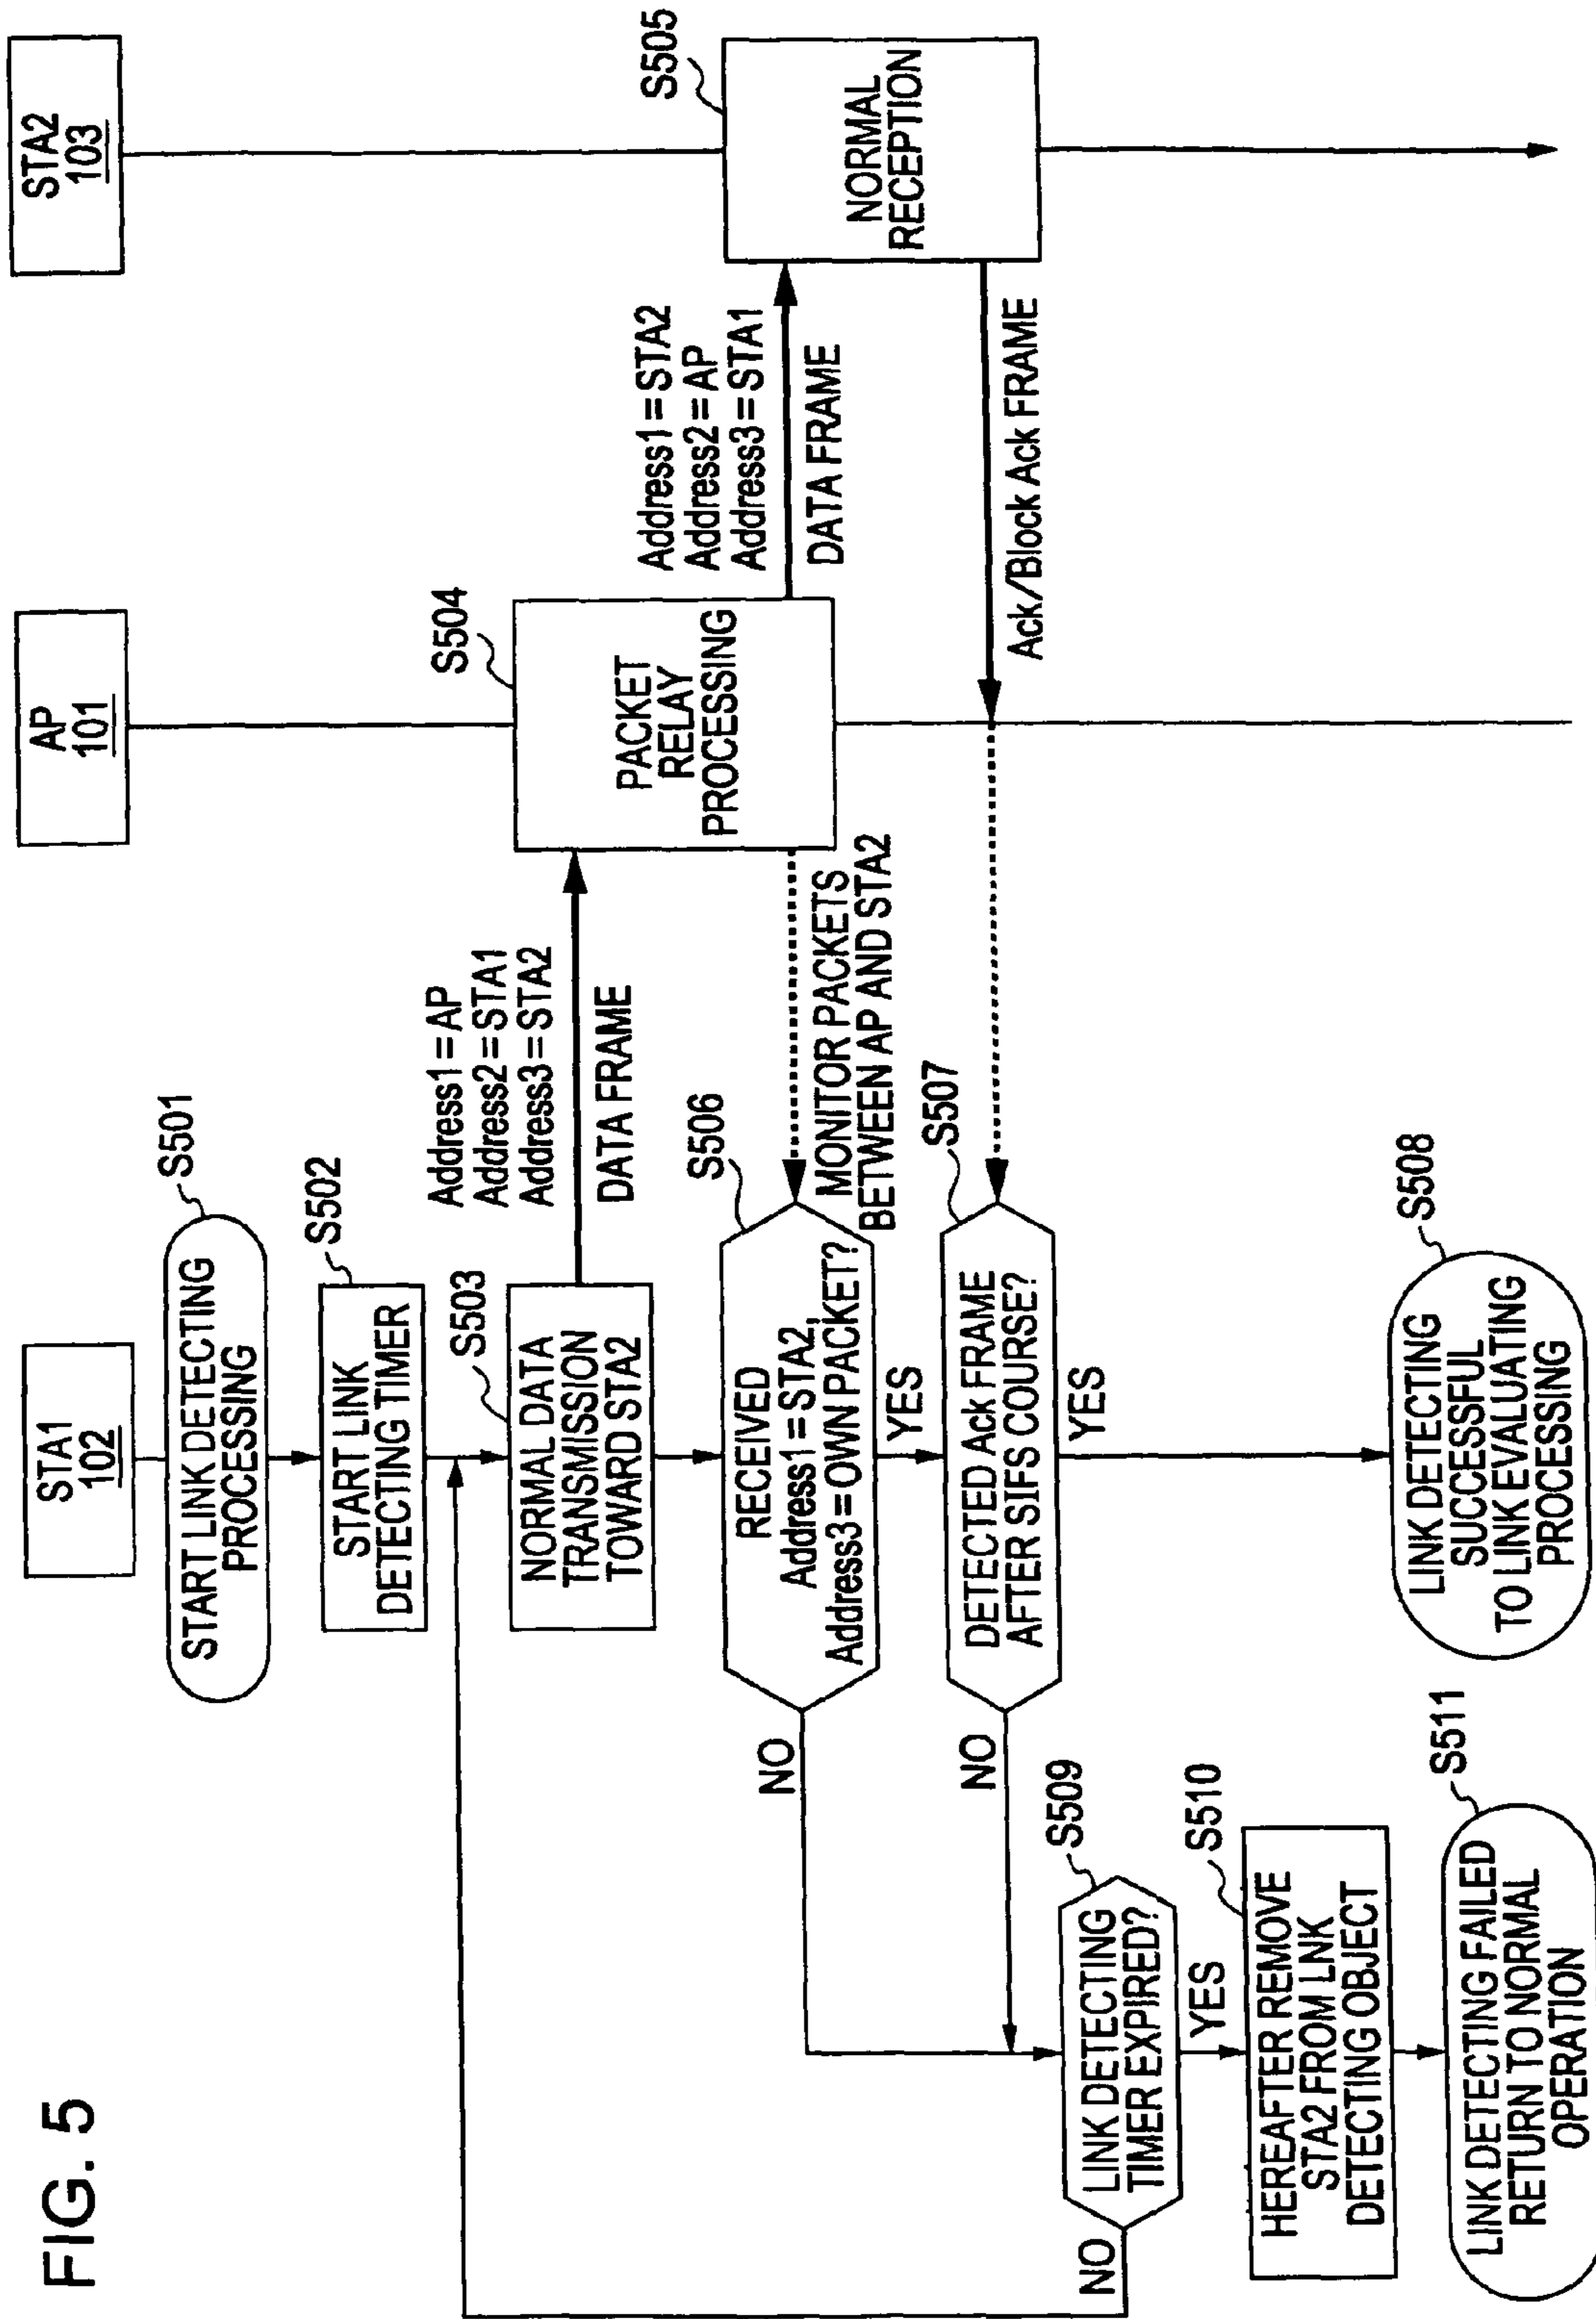 FIG. 5
STA1
102
AP
101
STA2
103
START LINK DETECTING
PROCESSING
S501
START LINK
DETECTING TIMER
S502
NORMAL DATA
TRANSMISSION
TOWARD STA2
S503
Address1 = AP
Address2 = STA1
Address3 = STA2
DATA FRAME
PACKET
RELAY
PROCESSING
S504
Address1 = STA2
Address2 = AP
Address3 = STA1
DATA FRAME
NORMAL
RECEPTION
S505
Ack/Block Ack FRAME
RECEIVED
Address1 = STA2,
Address3 = OWN PACKET?
S506
MONITOR PACKETS
BETWEEN AP AND STA2
NO
YES
DETECTED Ack FRAME
AFTER SIFS COURSE?
S507
NO
YES
LINK DETECTING
SUCCESSFUL
TO LINK EVALUATING
PROCESSING
S508
LINK DETECTING
TIMER EXPIRED?
S509
NO
YES
HEREAFTER REMOVE
STA2 FROM LNK
DETECTING OBJECT
S510
LINK DETECTING FAILED
RETURN TO NORMAL
OPERATION
S511